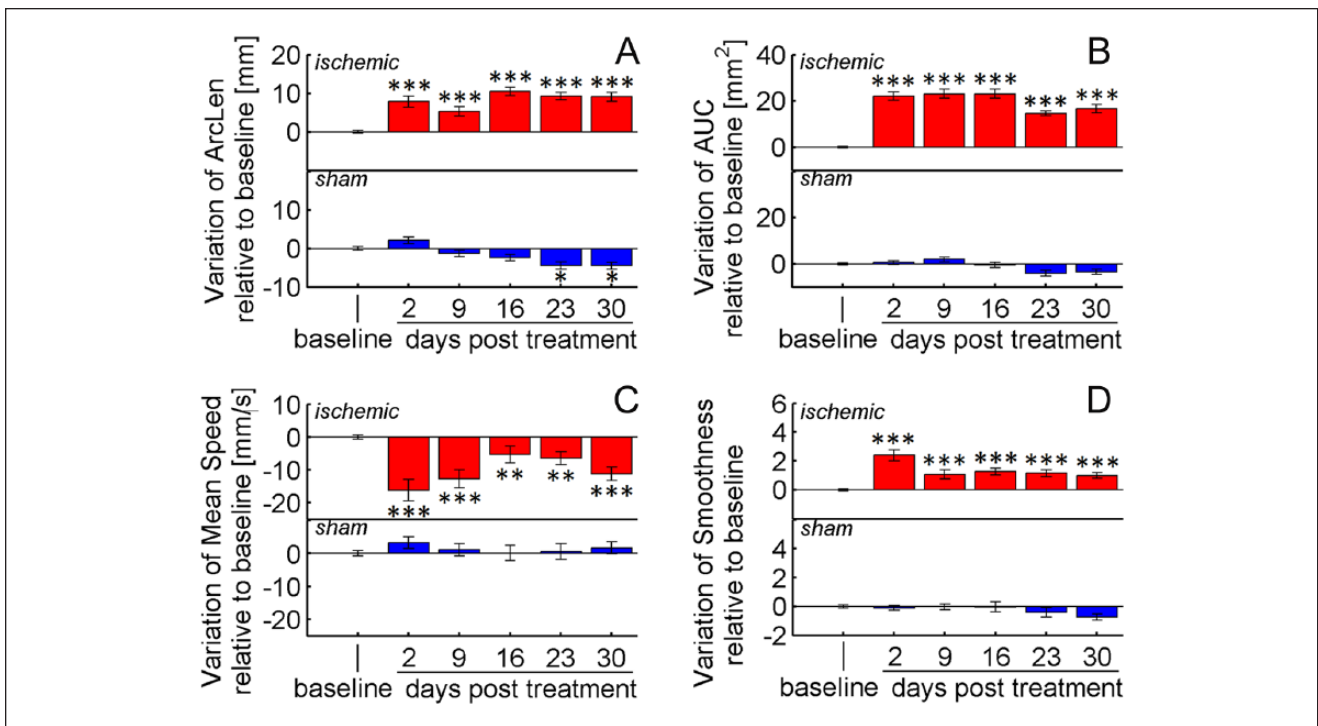 A
Variation of ArcLen
relative to baseline [mm]
20
ischemic
10
0
*** *** *** *** ***
sham
10
0
-10
* *
2 9 16 23 30
baseline days post treatment
B
Variation of AUC
relative to baseline [mm²]
40
ischemic
20
0
*** *** *** *** ***
sham
20
0
2 9 16 23 30
baseline days post treatment
C
Variation of Mean Speed
relative to baseline [mm/s]
10
ischemic
0
-10
-20
*** *** ** ** ***
sham
0
-10
-20
2 9 16 23 30
baseline days post treatment
D
Variation of Smoothness
relative to baseline
6
ischemic
4
2
0
*** *** *** *** ***
sham
4
2
0
-2
2 9 16 23 30
baseline days post treatment